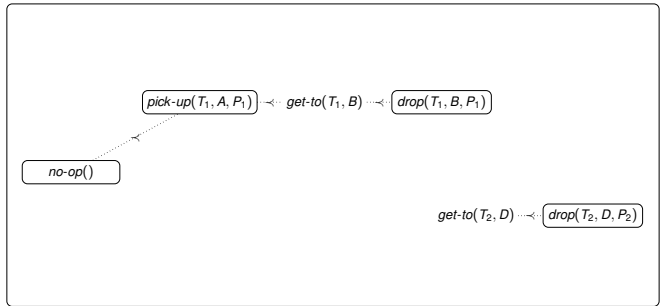 pick-up(T₁, A, P₁) ≺ get-to(T₁, B) ≺ drop(T₁, B, P₁)
≺
no-op()
get-to(T₂, D) ≺ drop(T₂, D, P₂)